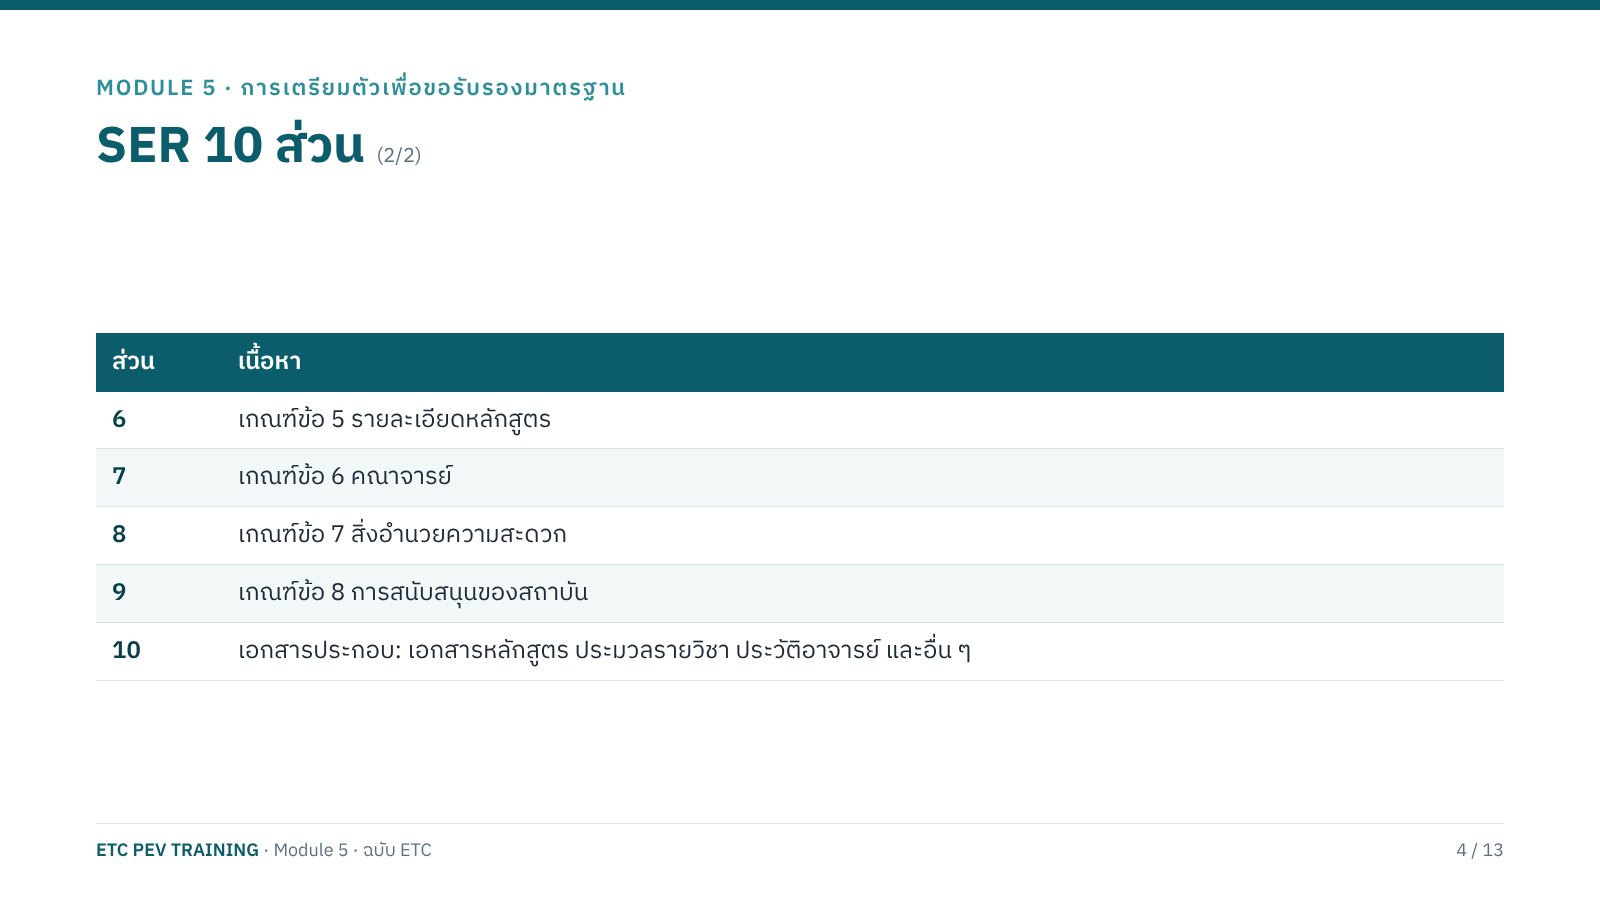 MODULE 5 · การเตรียมตัวเพื่อขอรับรองมาตรฐาน
SER 10 ส่วน (2/2)
ส่วน เนื้อหา
6 เกณฑ์ข้อ 5 รายละเอียดหลักสูตร
7 เกณฑ์ข้อ 6 คณาจารย์
8 เกณฑ์ข้อ 7 สิ่งอำนวยความสะดวก
9 เกณฑ์ข้อ 8 การสนับสนุนของสถาบัน
10 เอกสารประกอบ: เอกสารหลักสูตร ประมวลรายวิชา ประวัติอาจารย์ และอื่น ๆ
ETC PEV TRAINING · Module 5 · ฉบับ ETC 4 / 13